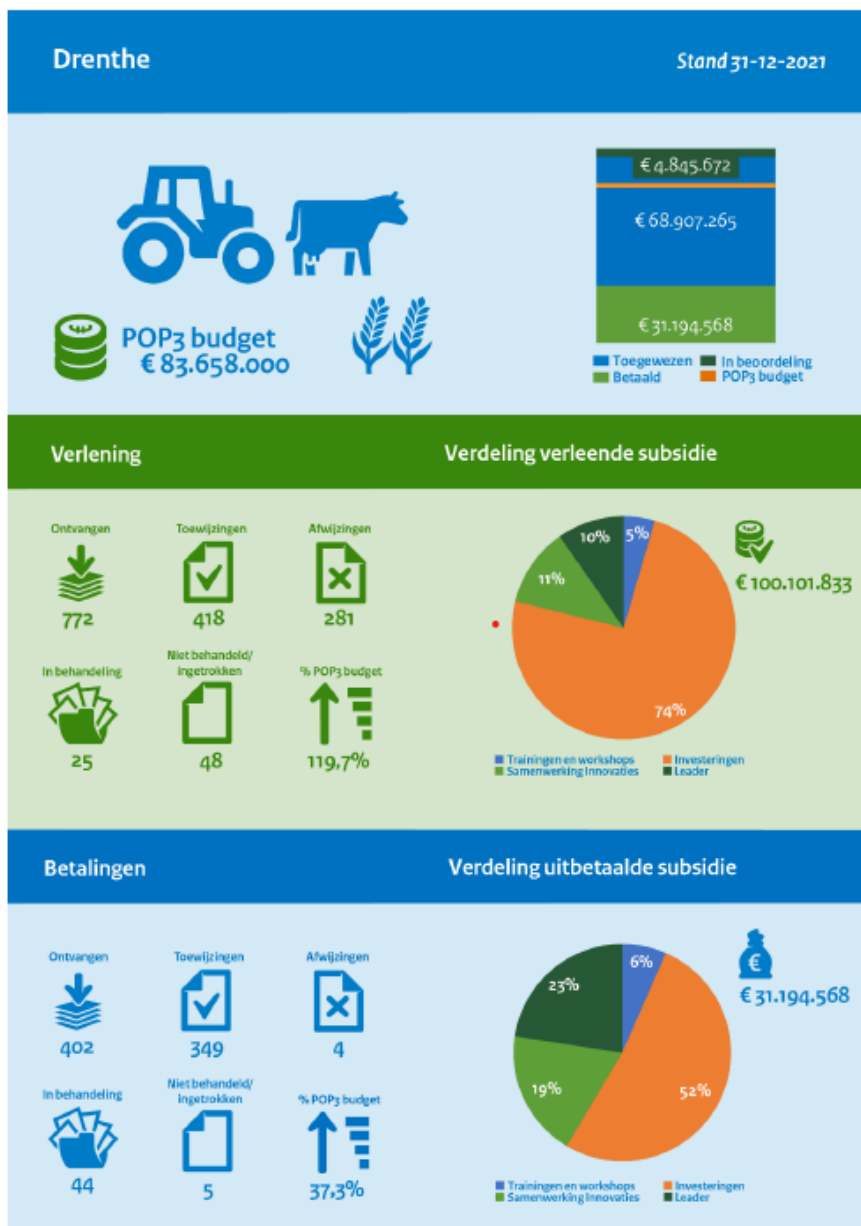 Drenthe
Stand 31-12-2021
€ 4.845.672
€ 68.907.265
€ 31.194.568
POP3 budget
€ 83.658.000
Toegewezen
In beoordeling
Betaald
POP3 budget
Verlening
Verdeling verleende subsidie
Ontvangen
Toewijzingen
Afwijzingen
772
418
281
In behandeling
Niet behandeld/
ingetrokken
% POP3 budget
25
48
119,7%
10%
5%
11%
74%
€ 100.101.833
Trainingen en workshops
Investeringen
Samenwerking Innovaties
Leader
Betalingen
Verdeling uitbetaalde subsidie
Ontvangen
Toewijzingen
Afwijzingen
402
349
4
In behandeling
Niet behandeld/
ingetrokken
% POP3 budget
44
5
37,3%
6%
23%
19%
52%
€
€ 31.194.568
Trainingen en workshops
Investeringen
Samenwerking Innovaties
Leader